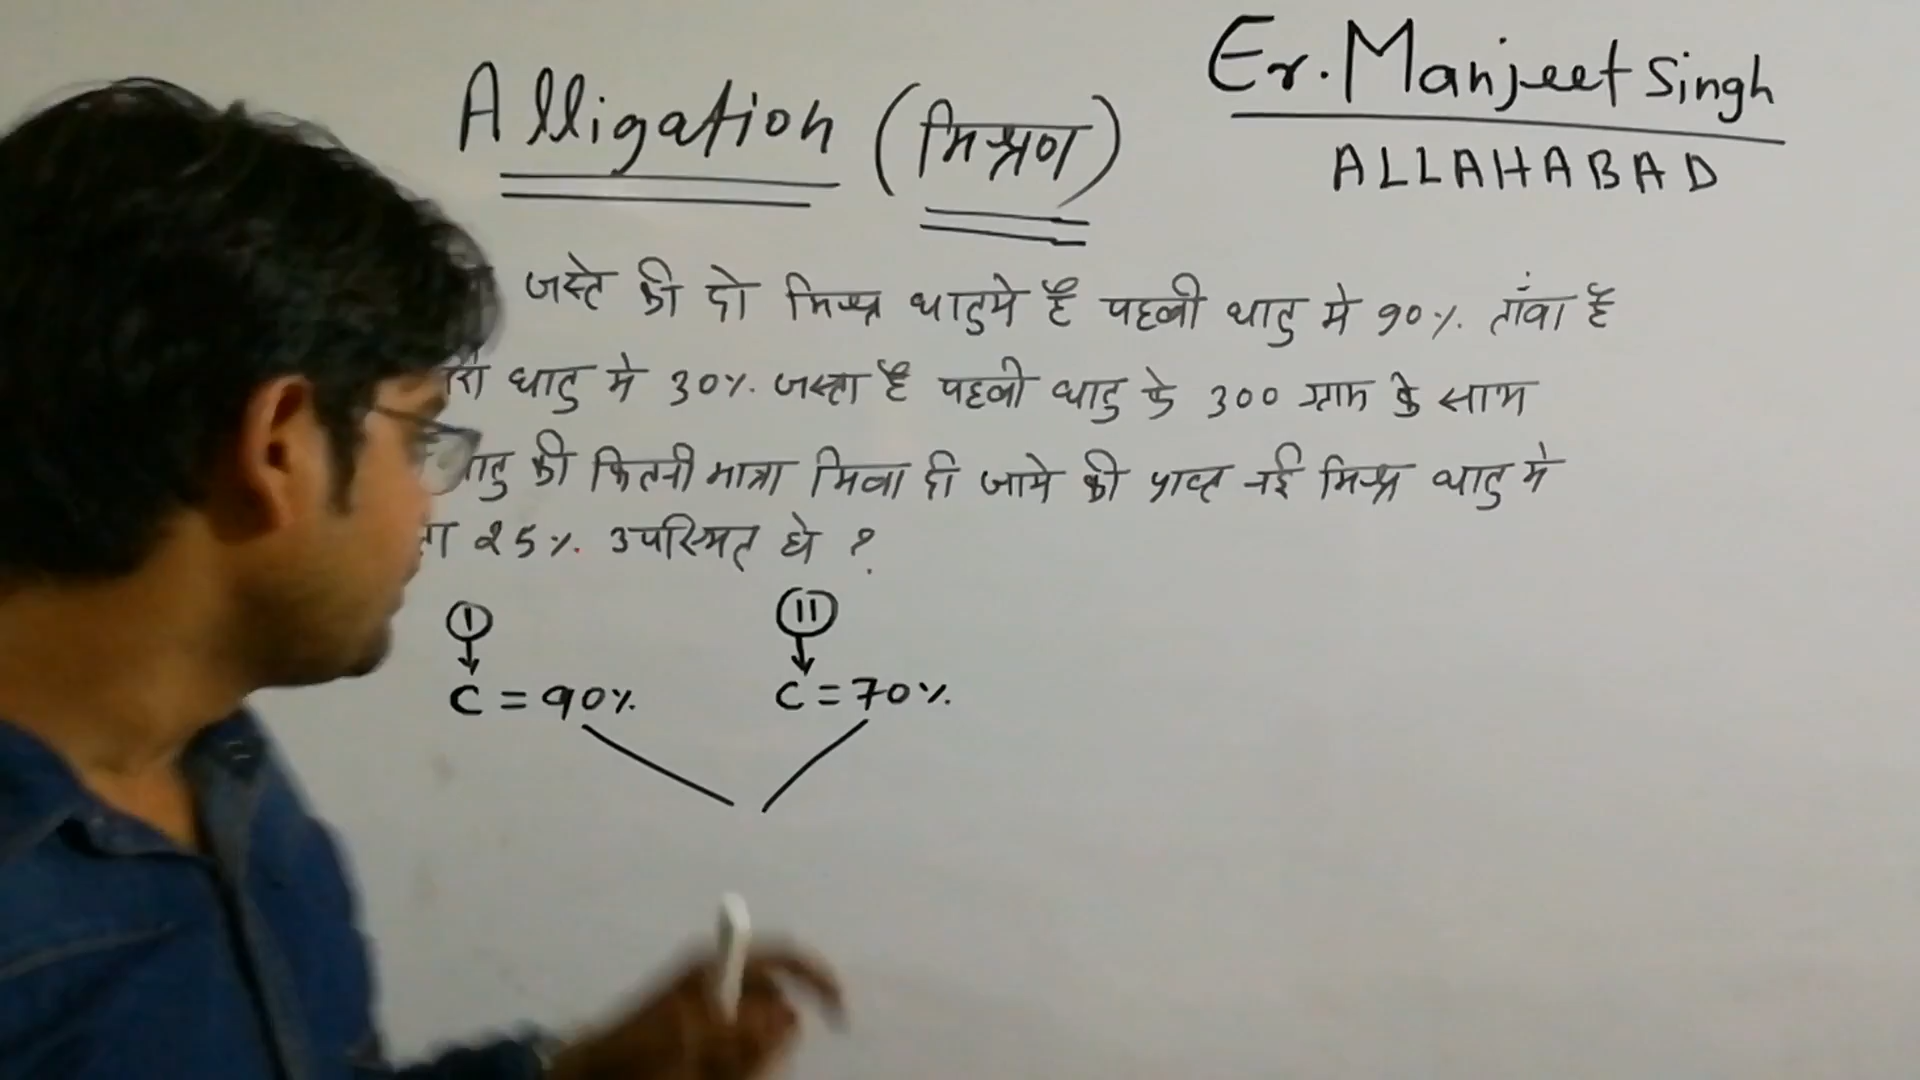 Alligation (मिश्रण)
Er. Manjeet Singh
ALLAHABAD
जस्ते की दो मिश्र धातुये है पहली धातु मे 90%. तांबा है
धातु मे 30%. जस्ता है पहली धातु के 300 ग्राम के साथ
की कितनी मात्रा मिला दी जाये की प्राप्त नई मिश्र धातु मे
25%. उपस्थित हो ?
I II
C = 90%. C = 70%.